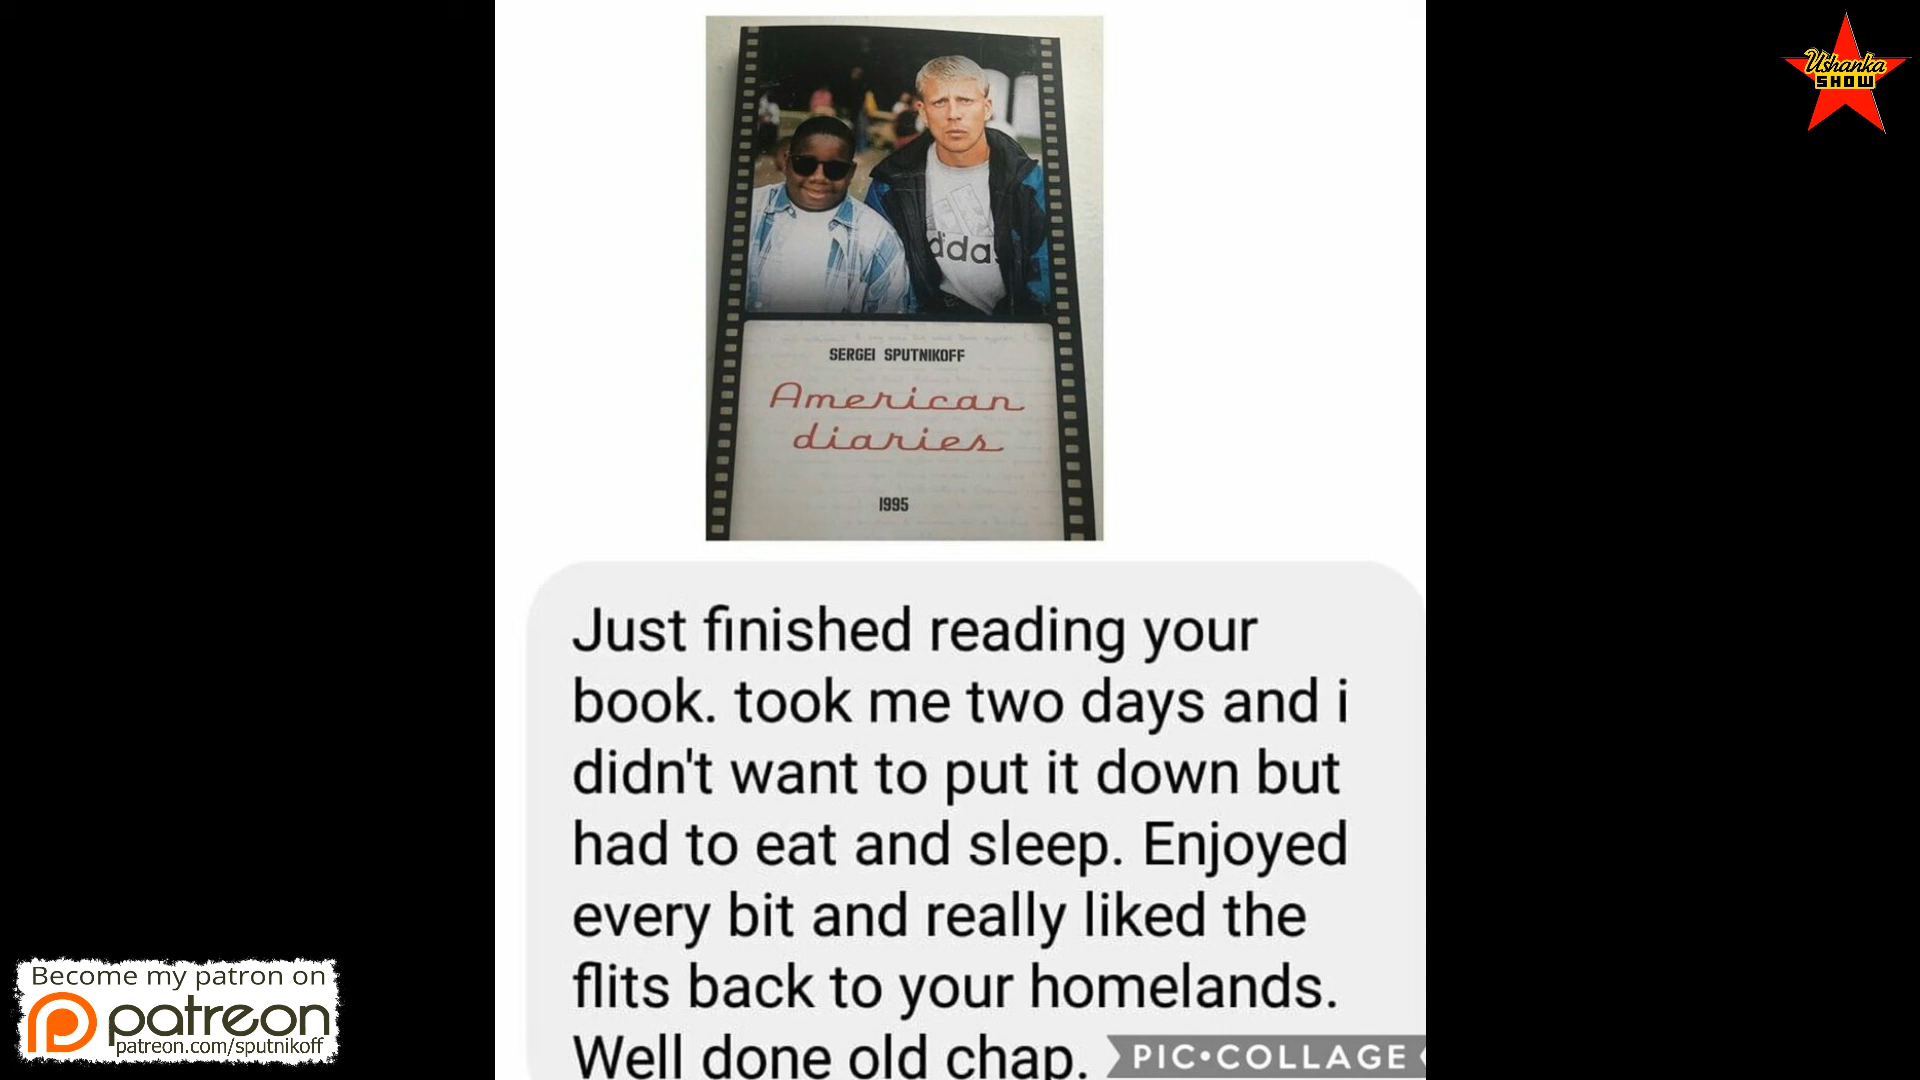 Ushanka
SHOW
adidas
SERGEI SPUTNIKOFF
American
diaries
1995
Just finished reading your
book. took me two days and i
didn't want to put it down but
had to eat and sleep. Enjoyed
every bit and really liked the
flits back to your homelands.
Well done old chap.
PIC•COLLAGE
Become my patron on
patreon
patreon.com/sputnikoff